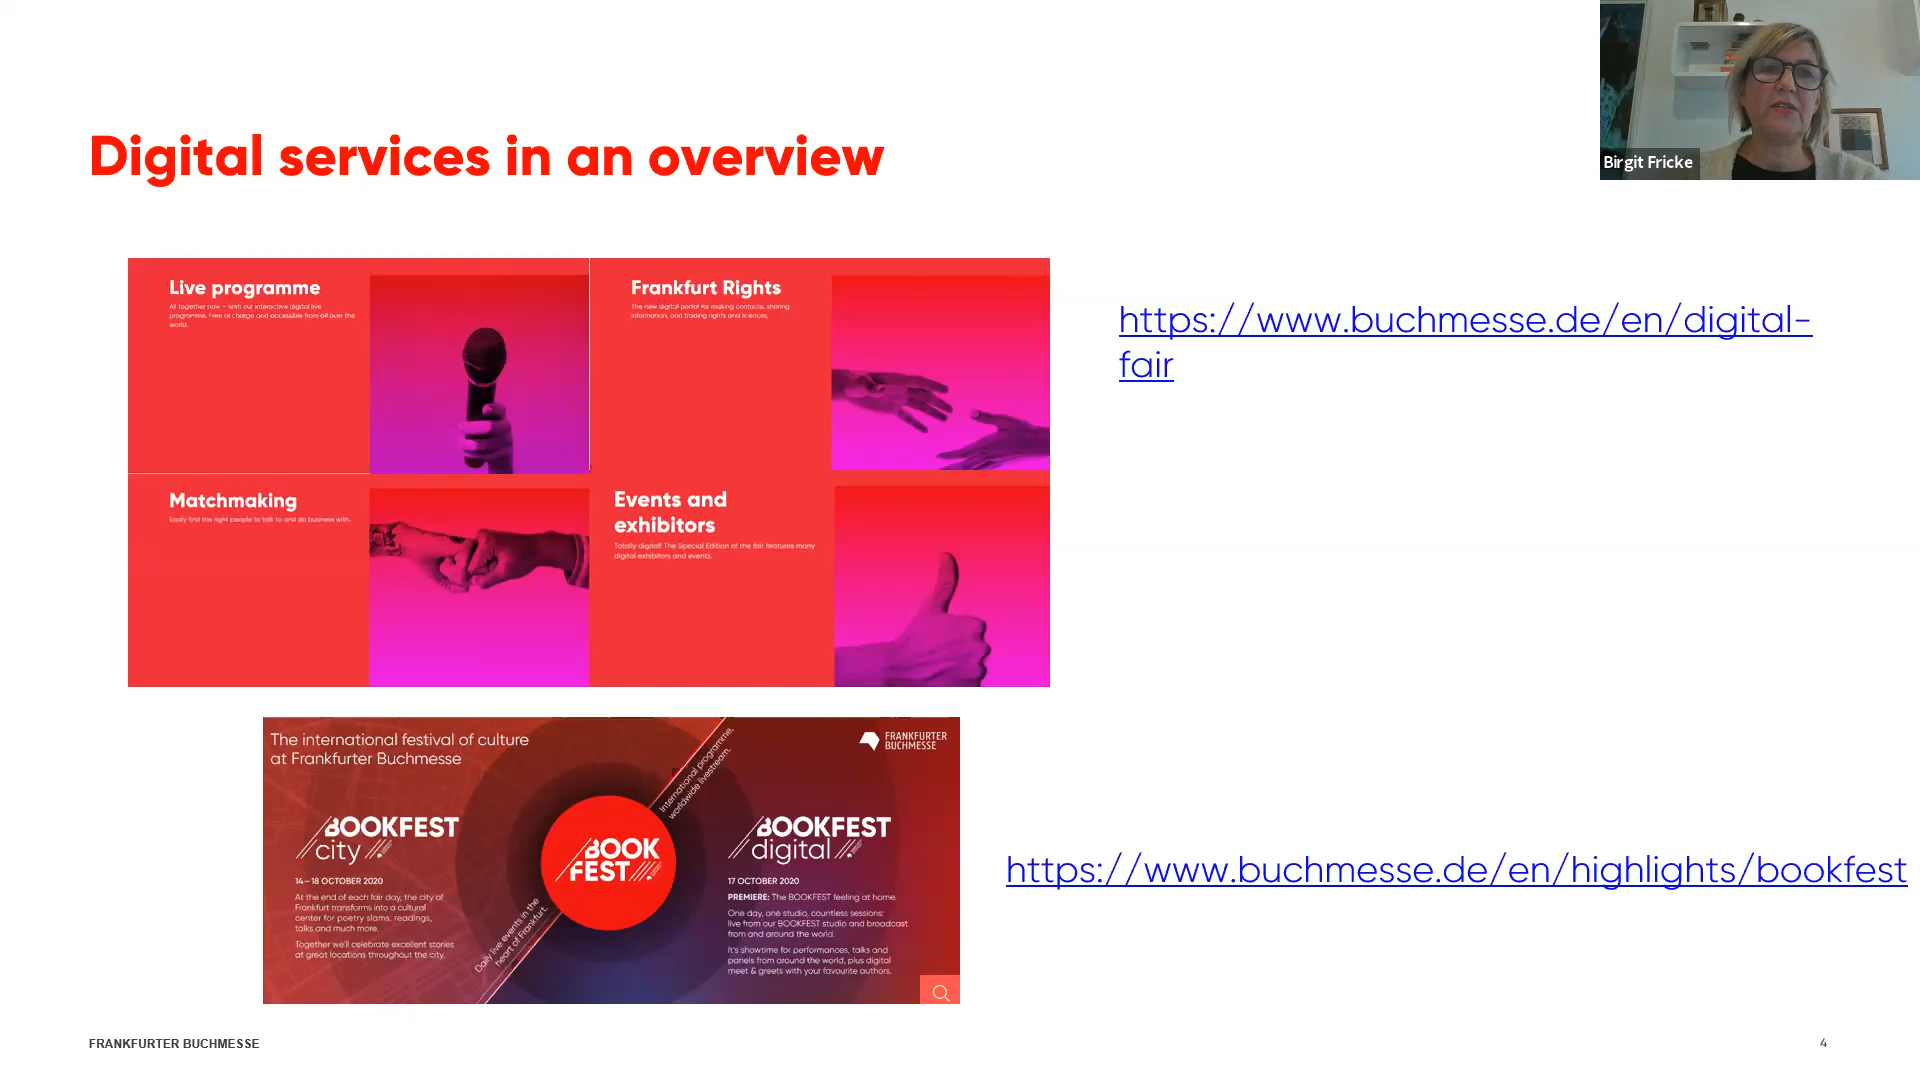 Birgit Fricke
Digital services in an overview
Live programme
All together now – with our interactive digital live
programme. Free of charge and accessible from all over the
world.
Frankfurt Rights
The new digital portal for making contacts, sharing
information, and trading rights and licences.
Matchmaking
Easily find the right people to talk to and do business with.
Events and
exhibitors
Totally digital! The Special Edition of the fair features many
digital exhibitors and events.
https://www.buchmesse.de/en/digital-
fair
The international festival of culture
at Frankfurter Buchmesse
FRANKFURTER
BUCHMESSE
International programme,
worldwide livestream.
BOOKFEST
city
14–18 OCTOBER 2020
At the end of each fair day, the city of
Frankfurt transforms into a cultural
center for poetry slams, readings,
talks and much more.
Together we'll celebrate excellent stories
at great locations throughout the city.
BOOK
FEST
Daily live events in the
heart of Frankfurt.
BOOKFEST
digital
17 OCTOBER 2020
PREMIERE: The BOOKFEST feeling at home.
One day, one studio, countless sessions:
live from our BOOKFEST studio and broadcast
from and around the world.
It's showtime for performances, talks and
panels from around the world, plus digital
meet & greets with your favourite authors.
https://www.buchmesse.de/en/highlights/bookfest
FRANKFURTER BUCHMESSE
4